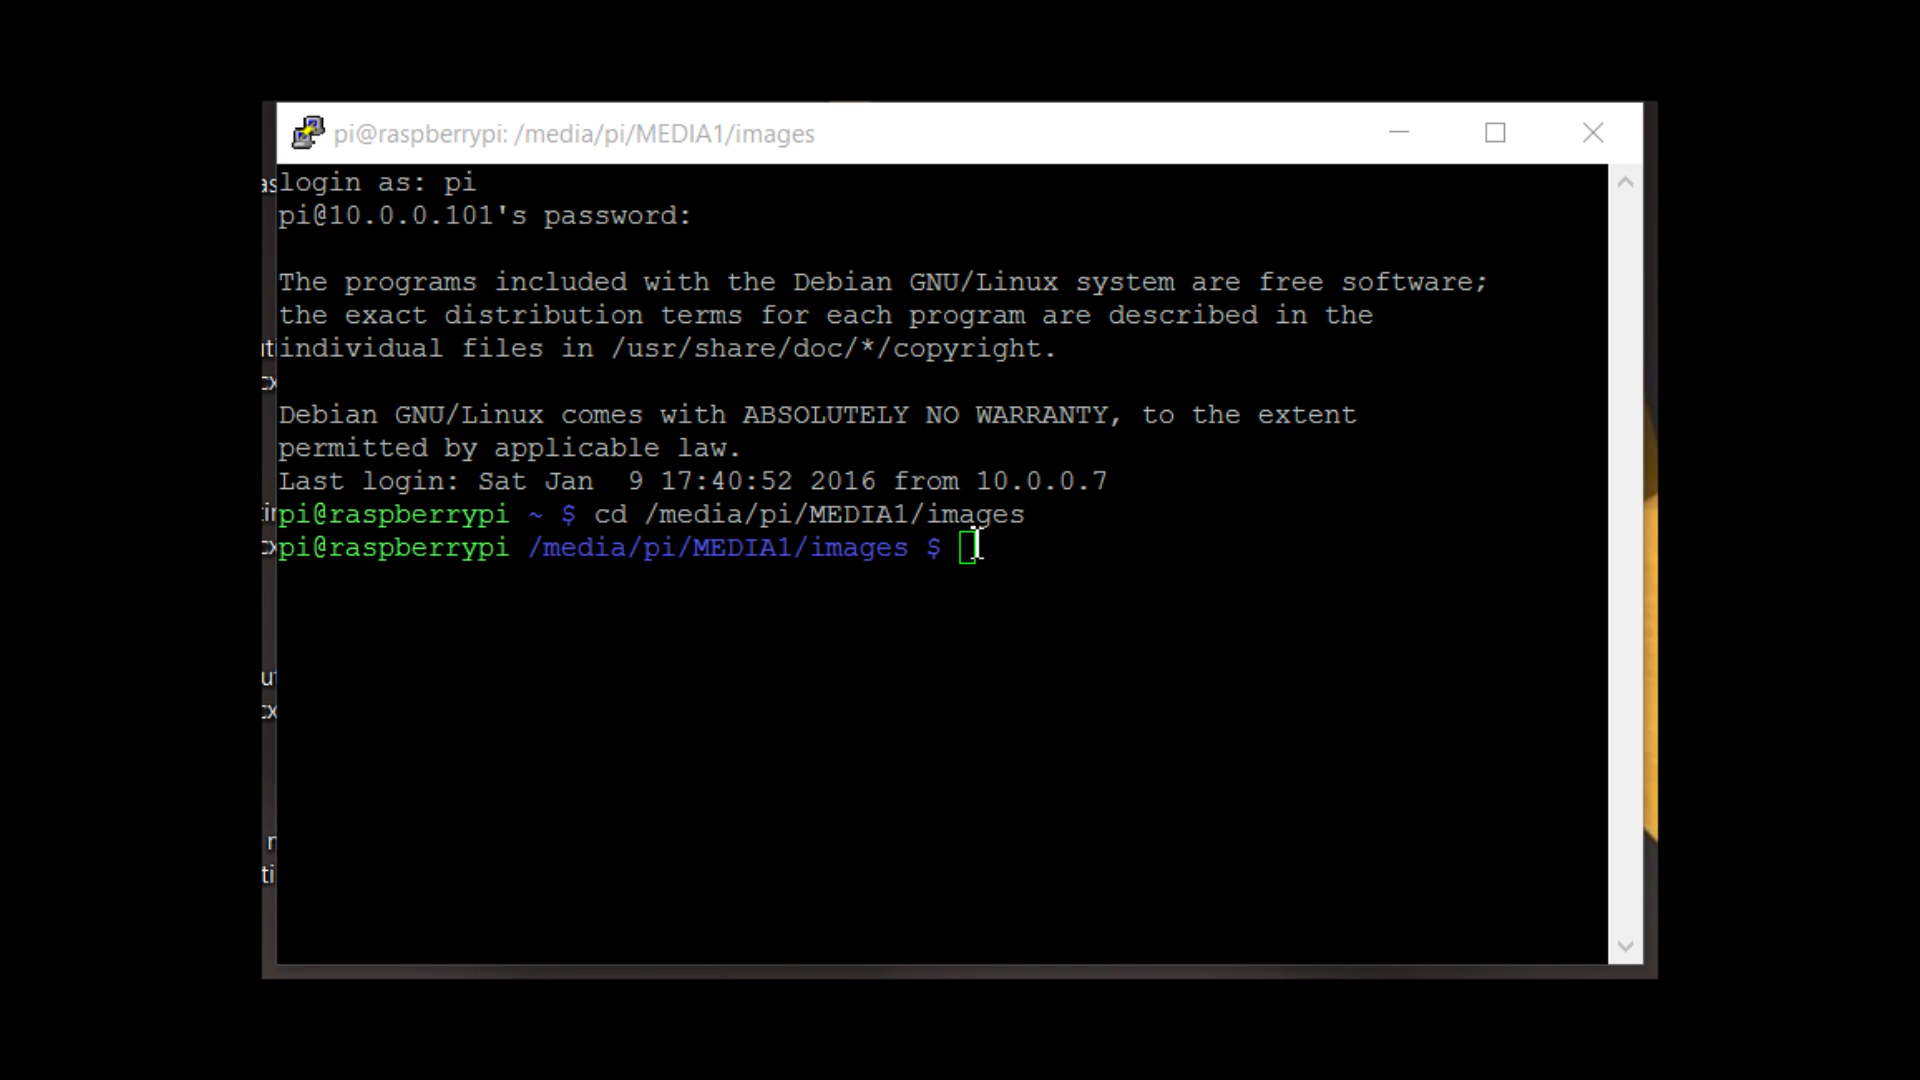 pi@raspberrypi: /media/pi/MEDIA1/images
login as: pi
pi@10.0.0.101's password:
The programs included with the Debian GNU/Linux system are free software;
the exact distribution terms for each program are described in the
individual files in /usr/share/doc/*/copyright.
Debian GNU/Linux comes with ABSOLUTELY NO WARRANTY, to the extent
permitted by applicable law.
Last login: Sat Jan  9 17:40:52 2016 from 10.0.0.7
pi@raspberrypi ~ $ cd /media/pi/MEDIA1/images
pi@raspberrypi /media/pi/MEDIA1/images $